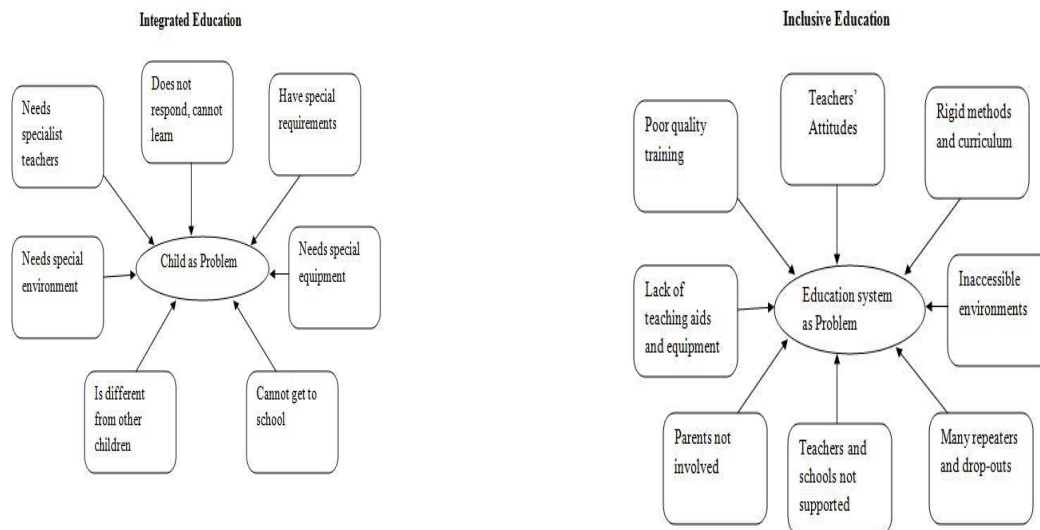 Integrated Education
Does not
respond, cannot
learn
Needs
specialist
teachers
Have special
requirements
Needs special
environment
Child as Problem
Needs special
equipment
Is different
from other
children
Cannot get to
school
Inclusive Education
Teachers'
Attitudes
Poor quality
training
Rigid methods
and curriculum
Lack of
teaching aids
and equipment
Education system
as Problem
Inaccessible
environments
Parents not
involved
Teachers and
schools not
supported
Many repeaters
and drop-outs